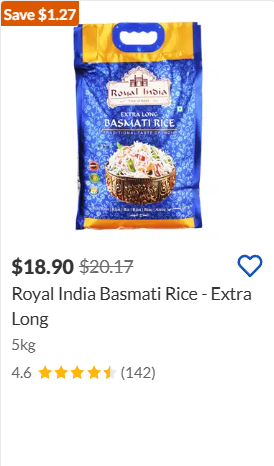 Save $1.27
Royal India
EXTRA LONG
BASMATI RICE
$18.90 $20.17
Royal India Basmati Rice - Extra
Long
5kg
4.6 (142)